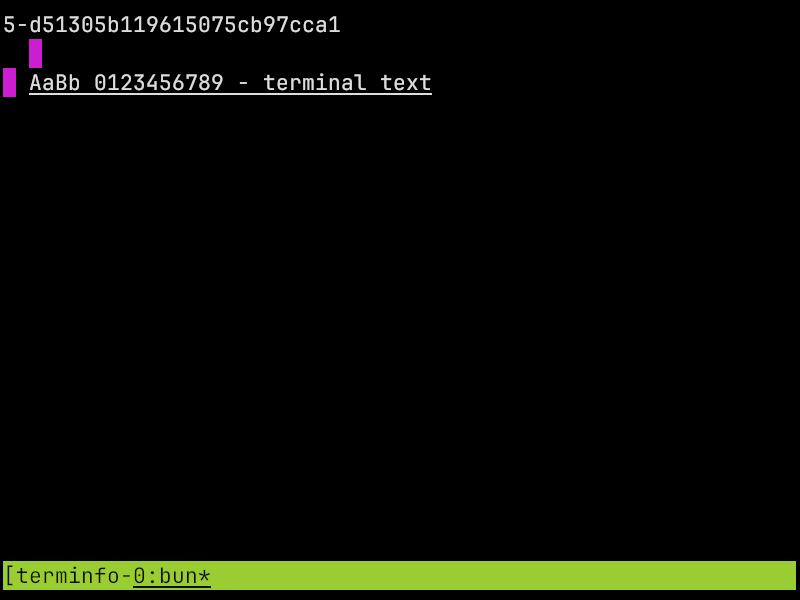 5-d51305b119615075cb97cca1
AaBb 0123456789 - terminal text
[terminfo-0:bun*